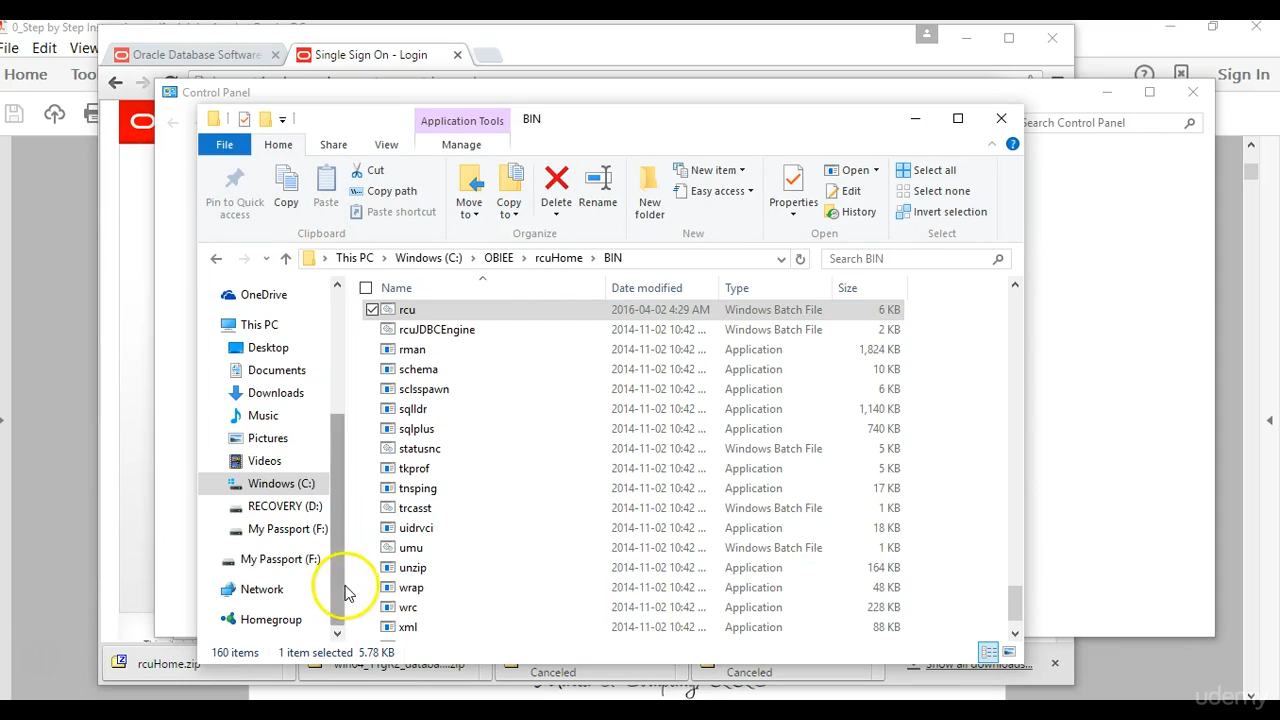 0_Step by Step Ins
File Edit View
Home Too
Sign In
Oracle Database Software
Single Sign On - Login
Control Panel
Search Control Panel
Application Tools
BIN
File Home Share View Manage
Pin to Quick access
Copy
Paste
Cut
Copy path
Paste shortcut
Clipboard
Move to
Copy to
Delete
Rename
Organize
New folder
New item
Easy access
New
Properties
Open
Edit
History
Open
Select all
Select none
Invert selection
Select
This PC Windows (C:) OBIEE rcuHome BIN
Search BIN
OneDrive
This PC
Desktop
Documents
Downloads
Music
Pictures
Videos
Windows (C:)
RECOVERY (D:)
My Passport (F:)
My Passport (F:)
Network
Homegroup
Name Date modified Type Size
rcu 2016-04-02 4:29 AM Windows Batch File 6 KB
rcuJDBCEngine 2014-11-02 10:42 ... Windows Batch File 2 KB
rman 2014-11-02 10:42 ... Application 1,824 KB
schema 2014-11-02 10:42 ... Application 10 KB
sclsspawn 2014-11-02 10:42 ... Application 6 KB
sqlldr 2014-11-02 10:42 ... Application 1,140 KB
sqlplus 2014-11-02 10:42 ... Application 740 KB
statusnc 2014-11-02 10:42 ... Windows Batch File 5 KB
tkprof 2014-11-02 10:42 ... Application 5 KB
tnsping 2014-11-02 10:42 ... Application 17 KB
trcasst 2014-11-02 10:42 ... Windows Batch File 1 KB
uidrvci 2014-11-02 10:42 ... Application 18 KB
umu 2014-11-02 10:42 ... Windows Batch File 1 KB
unzip 2014-11-02 10:42 ... Application 164 KB
wrap 2014-11-02 10:42 ... Application 48 KB
wrc 2014-11-02 10:42 ... Application 228 KB
xml 2014-11-02 10:42 ... Application 88 KB
160 items 1 item selected 5.78 KB
rcuHome.zip
Canceled
Canceled
Show all downloads...
udemy